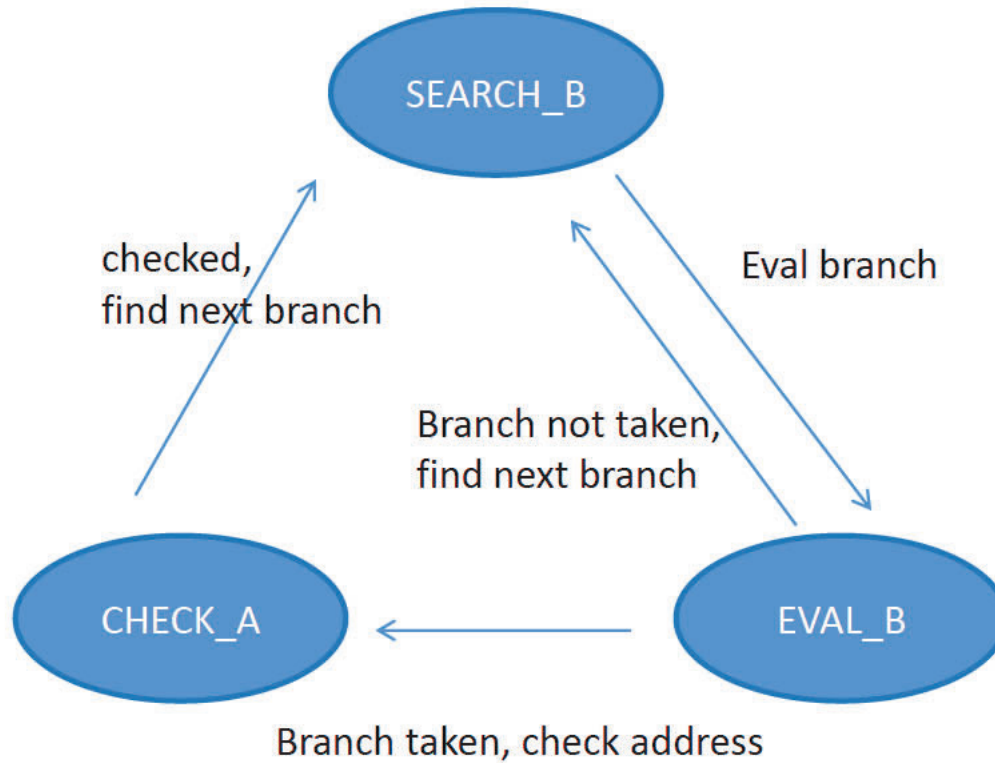 SEARCH_B
checked,
find next branch
Eval branch
Branch not taken,
find next branch
CHECK_A
EVAL_B
Branch taken, check address